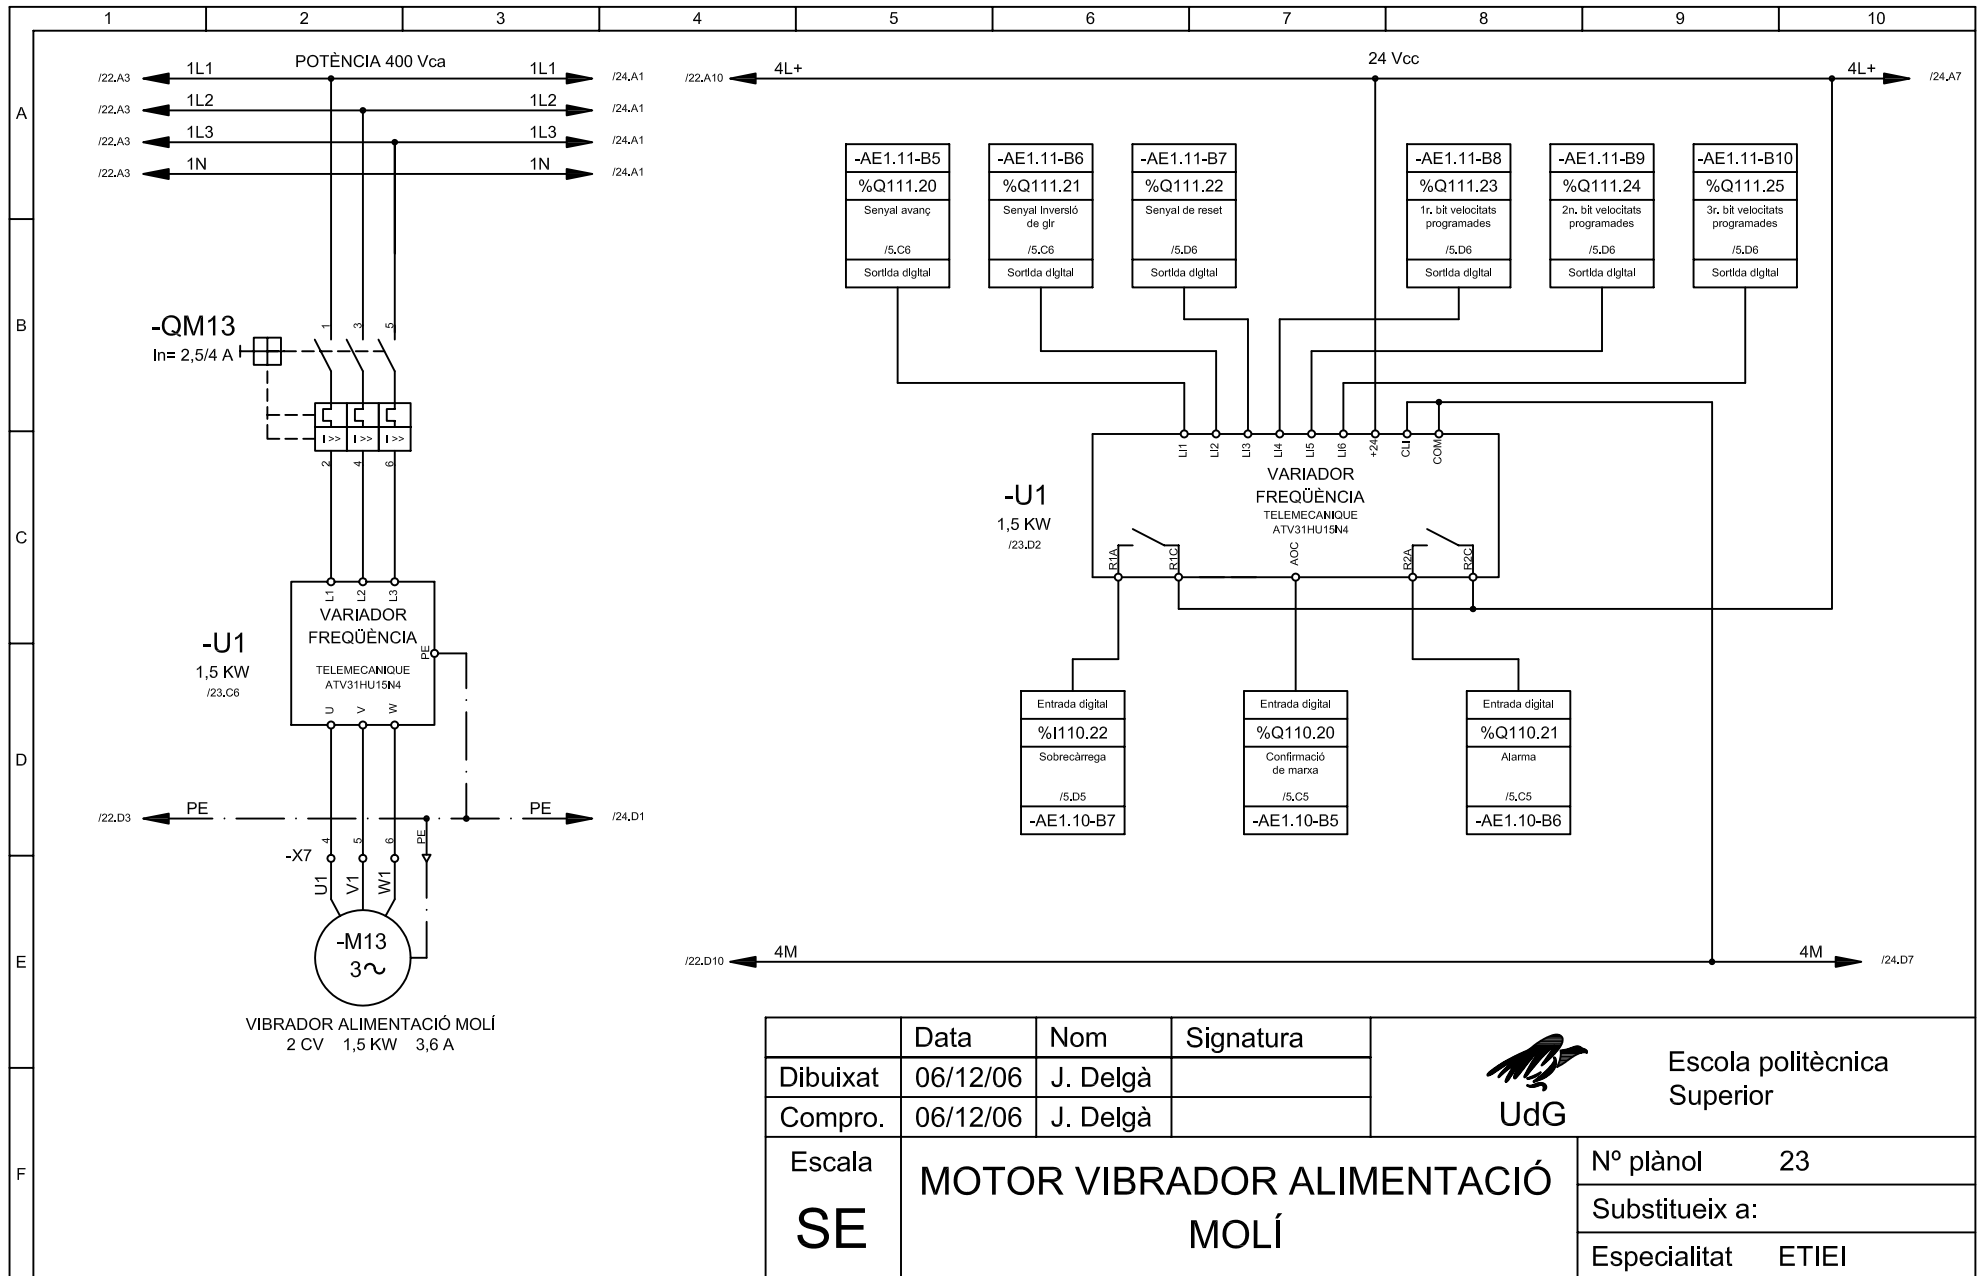 1 2 3 4 5 6 7 8 9 10
A
B
C
D
E
F
POTÈNCIA 400 Vca
/22.A3 1L1 1L1 /24.A1
/22.A3 1L2 1L2 /24.A1
/22.A3 1L3 1L3 /24.A1
/22.A3 1N 1N /24.A1
24 Vcc
/22.A10 4L+ 4L+ /24.A7
-QM13
In= 2,5/4 A
1 3 5
I >> I >> I >>
2 4 6
L1 L2 L3
VARIADOR
FREQÜÈNCIA
TELEMECANIQUE
ATV31HU15N4
PE
U V W
-U1
1,5 KW
/23.C6
/22.D3 PE PE /24.D1
4 5 6 PE
-X7
U1 V1 W1
-M13
3~
VIBRADOR ALIMENTACIÓ MOLÍ
2 CV 1,5 KW 3,6 A
-AE1.11-B5
%Q111.20
Senyal avanç
/5.C6
Sortida digital
-AE1.11-B6
%Q111.21
Senyal inversió
de gir
/5.C6
Sortida digital
-AE1.11-B7
%Q111.22
Senyal de reset
/5.D6
Sortida digital
-AE1.11-B8
%Q111.23
1r. bit velocitats
programades
/5.D6
Sortida digital
-AE1.11-B9
%Q111.24
2n. bit velocitats
programades
/5.D6
Sortida digital
-AE1.11-B10
%Q111.25
3r. bit velocitats
programades
/5.D6
Sortida digital
LI1 LI2 LI3 LI4 LI5 LI6 +24 CLI COM
VARIADOR
FREQÜÈNCIA
TELEMECANIQUE
ATV31HU15N4
-U1
1,5 KW
/23.D2
R1A R1C AOC R2A R2C
Entrada digital
%I110.22
Sobrecàrrega
/5.D5
-AE1.10-B7
Entrada digital
%Q110.20
Confirmació
de marxa
/5.C5
-AE1.10-B5
Entrada digital
%Q110.21
Alarma
/5.C5
-AE1.10-B6
/22.D10 4M 4M /24.D7
Data Nom Signatura
Dibuixat 06/12/06 J. Delgà
Compro. 06/12/06 J. Delgà
UdG
Escola politècnica
Superior
Escala
SE
MOTOR VIBRADOR ALIMENTACIÓ
MOLÍ
Nº plànol 23
Substitueix a:
Especialitat ETIEI